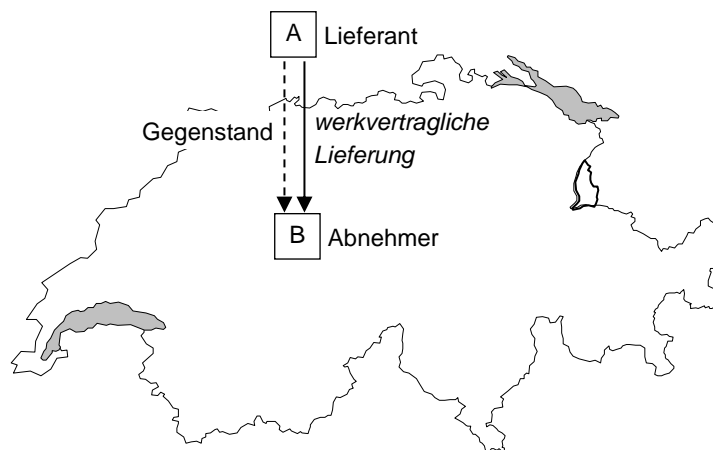 A Lieferant
Gegenstand
werkvertragliche
Lieferung
B Abnehmer